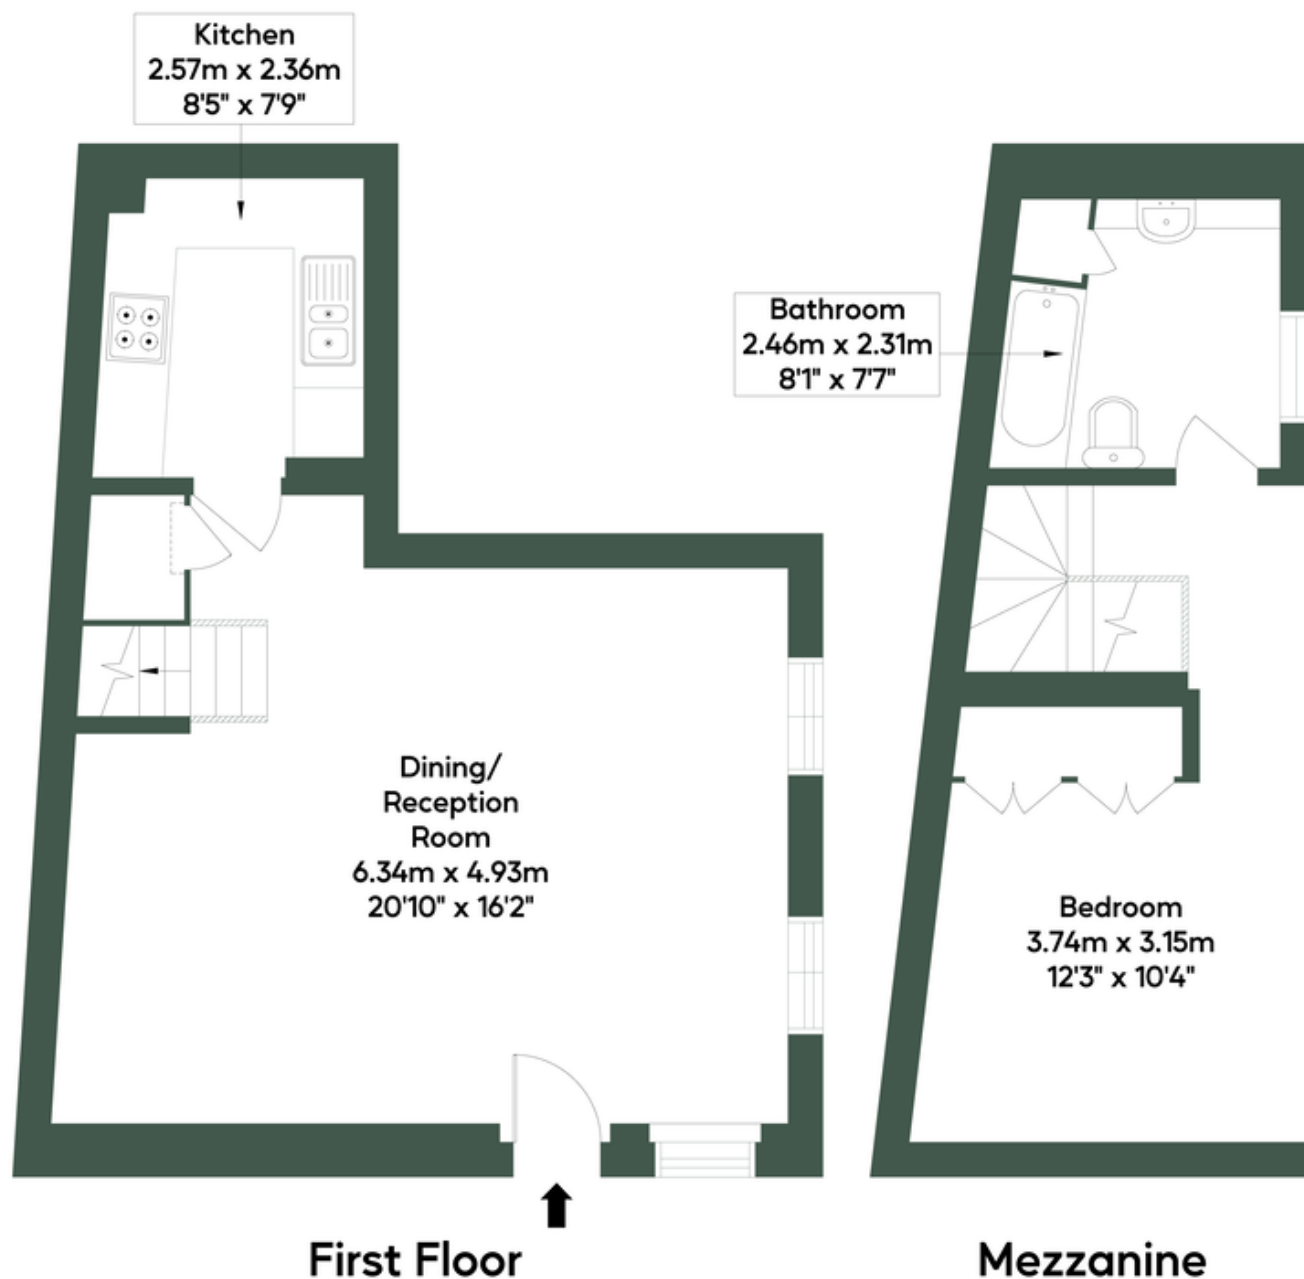 Kitchen
2.57m x 2.36m
8'5" x 7'9"
Bathroom
2.46m x 2.31m
8'1" x 7'7"
Dining/
Reception
Room
6.34m x 4.93m
20'10" x 16'2"
Bedroom
3.74m x 3.15m
12'3" x 10'4"
First Floor
Mezzanine